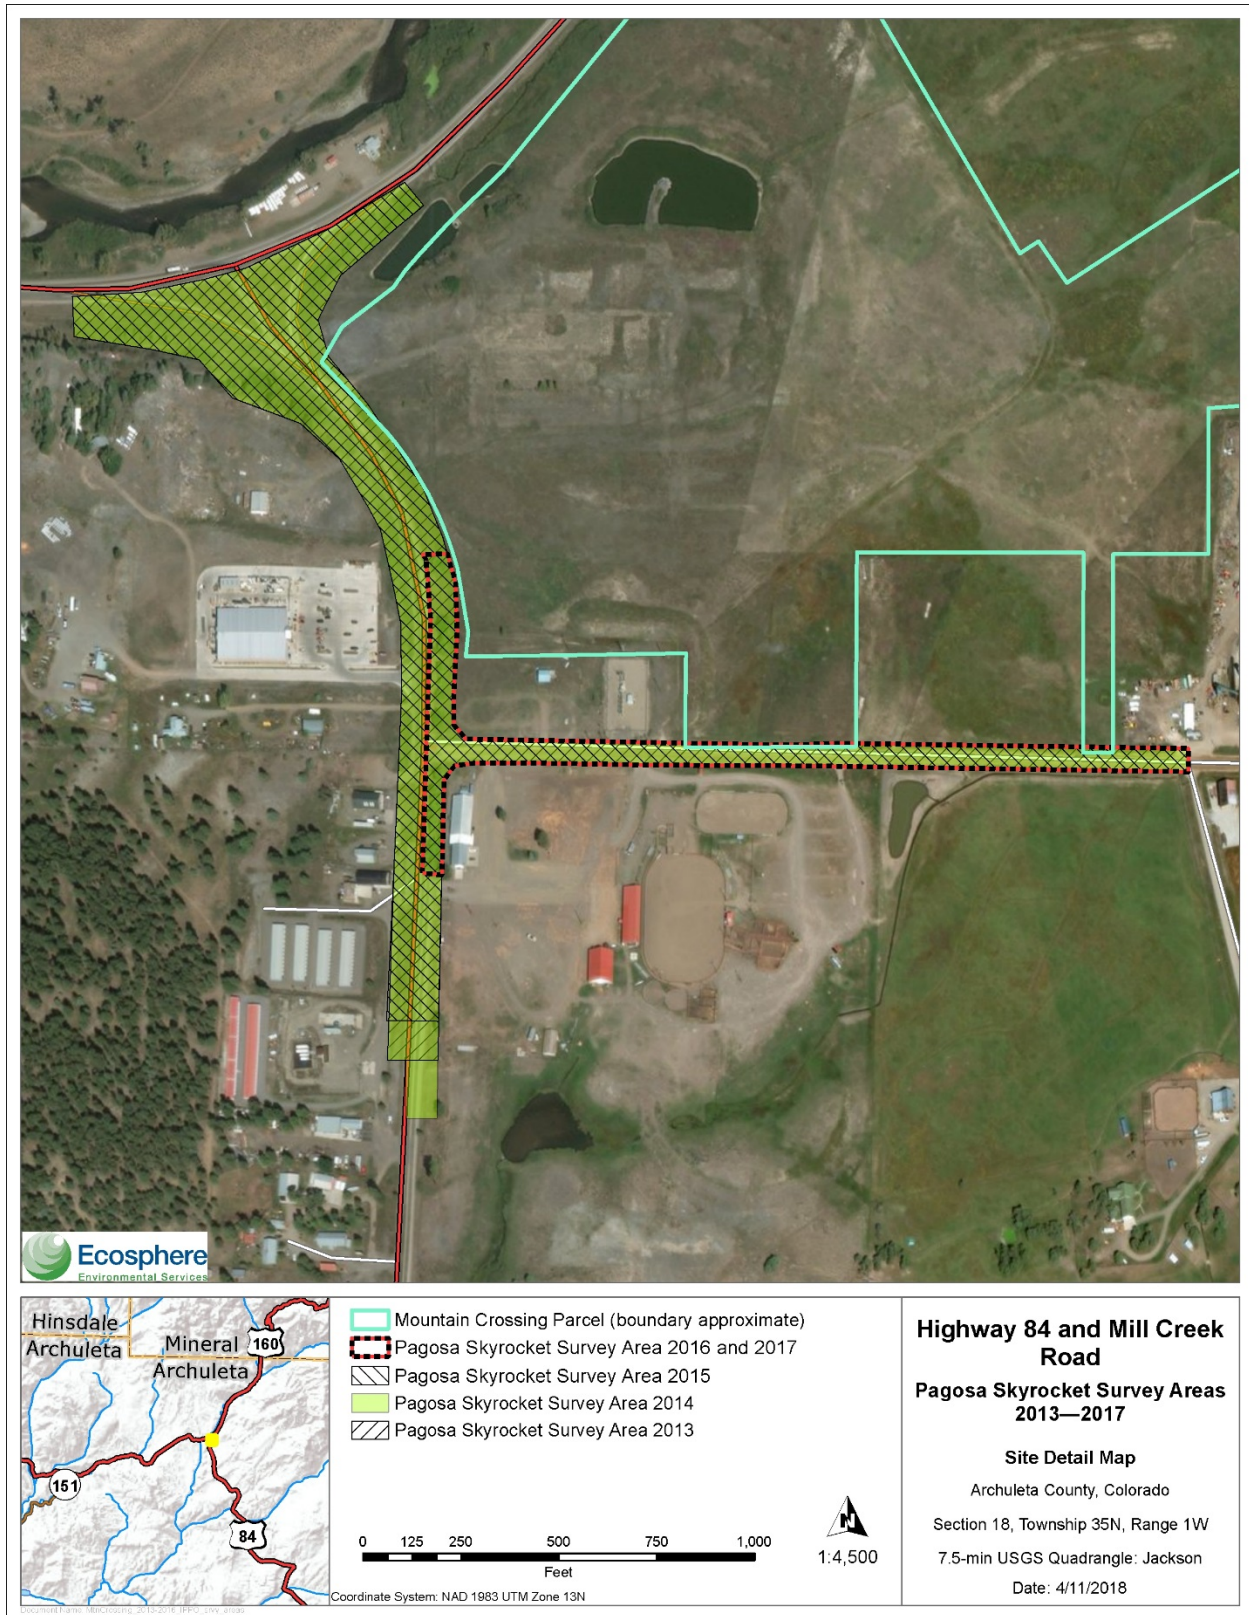 Ecosphere
Environmental Services
Hinsdale
Archuleta
Mineral
Archuleta
160
151
84
Mountain Crossing Parcel (boundary approximate)
Pagosa Skyrocket Survey Area 2016 and 2017
Pagosa Skyrocket Survey Area 2015
Pagosa Skyrocket Survey Area 2014
Pagosa Skyrocket Survey Area 2013
0 125 250 500 750 1,000
Feet
N
1:4,500
Coordinate System: NAD 1983 UTM Zone 13N
Highway 84 and Mill Creek
Road
Pagosa Skyrocket Survey Areas
2013—2017
Site Detail Map
Archuleta County, Colorado
Section 18, Township 35N, Range 1W
7.5-min USGS Quadrangle: Jackson
Date: 4/11/2018